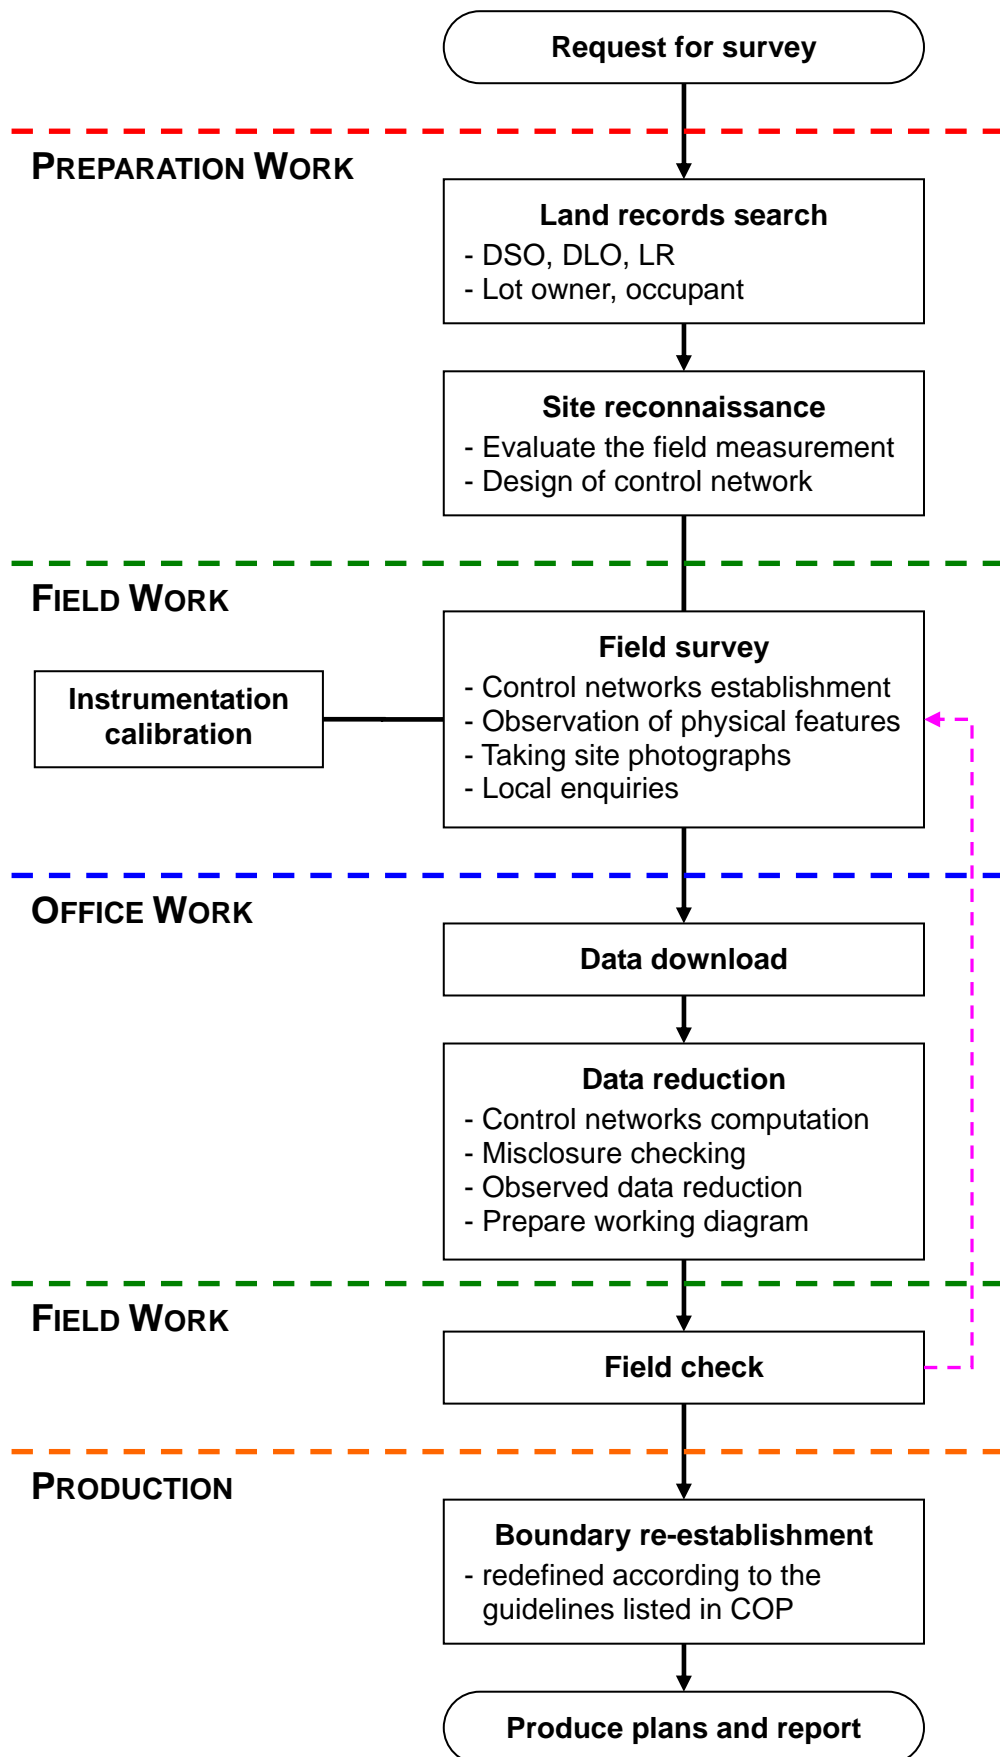 Request for survey
PREPARATION WORK
Land records search
- DSO, DLO, LR
- Lot owner, occupant
Site reconnaissance
- Evaluate the field measurement
- Design of control network
FIELD WORK
Field survey
- Control networks establishment
- Observation of physical features
- Taking site photographs
- Local enquiries
Instrumentation
calibration
OFFICE WORK
Data download
Data reduction
- Control networks computation
- Misclosure checking
- Observed data reduction
- Prepare working diagram
FIELD WORK
Field check
PRODUCTION
Boundary re-establishment
- redefined according to the
guidelines listed in COP
Produce plans and report